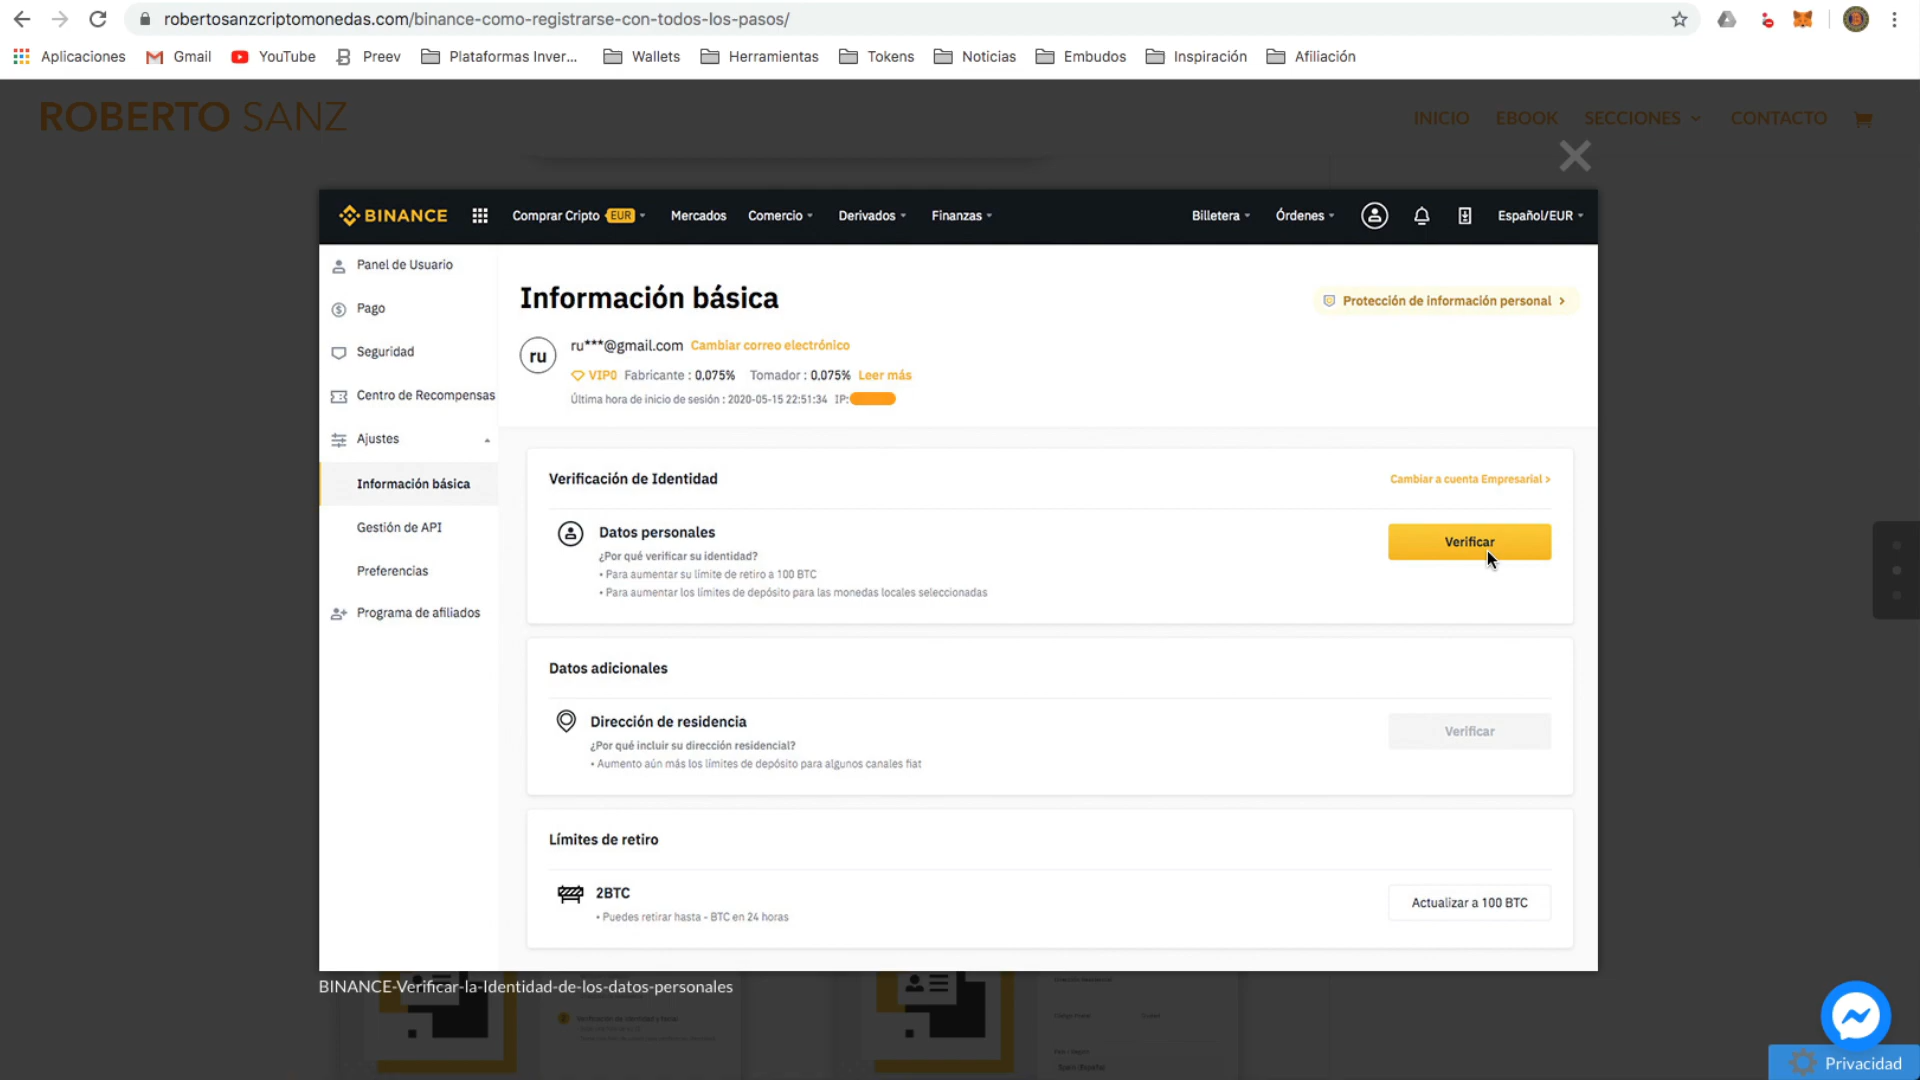 robertosanzcriptomonedas.com/binance-como-registrarse-con-todos-los-pasos/
Aplicaciones Gmail YouTube Preev Plataformas Inver... Wallets Herramientas Tokens Noticias Embudos Inspiración Afiliación
ROBERTO SANZ
INICIO EBOOK SECCIONES CONTACTO
BINANCE Comprar Cripto EUR Mercados Comercio Derivados Finanzas Billetera Órdenes Español/EUR
Panel de Usuario
Pago
Seguridad
Centro de Recompensas
Ajustes
Información básica
Gestión de API
Preferencias
Programa de afiliados
Información básica
Protección de información personal >
ru
ru***@gmail.com Cambiar correo electrónico
VIP0 Fabricante : 0,075% Tomador : 0,075% Leer más
Última hora de inicio de sesión : 2020-05-15 22:51:34 IP:
Verificación de Identidad
Cambiar a cuenta Empresarial >
Datos personales
¿Por qué verificar su identidad?
• Para aumentar su límite de retiro a 100 BTC
• Para aumentar los límites de depósito para las monedas locales seleccionadas
Verificar
Datos adicionales
Dirección de residencia
¿Por qué incluir su dirección residencial?
• Aumento aún más los límites de depósito para algunos canales fiat
Verificar
Límites de retiro
2BTC
• Puedes retirar hasta - BTC en 24 horas
Actualizar a 100 BTC
BINANCE-Verificar-la-Identidad-de-los-datos-personales
Privacidad